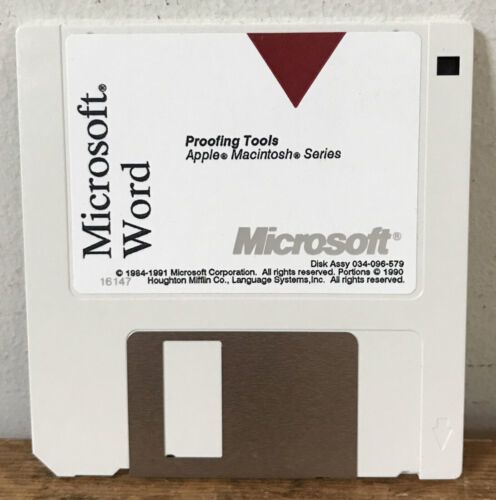 Microsoft®
Word
Proofing Tools
Apple® Macintosh® Series
Microsoft®
Disk Assy 034-096-579
© 1984-1991 Microsoft Corporation. All rights reserved. Portions © 1990
16147 Houghton Mifflin Co., Language Systems,Inc. All rights reserved.